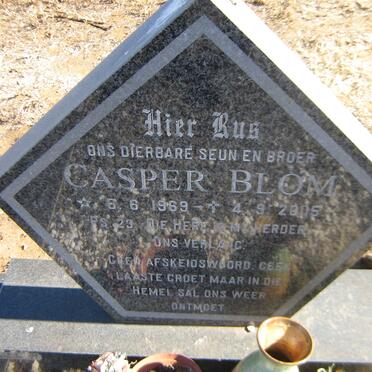 Hier Rus
ONS DIERBARE SEUN EN BROER
CASPER BLOM
☆ 6.6.1969 – ✝ 4.9.2005
PS 23. DIE HERE IS MY HERDER
ONS VERLANG.
GEEN AFSKEIDSWOORD. GEEN
LAASTE GROET MAAR IN DIE
HEMEL SAL ONS WEER
ONTMOET